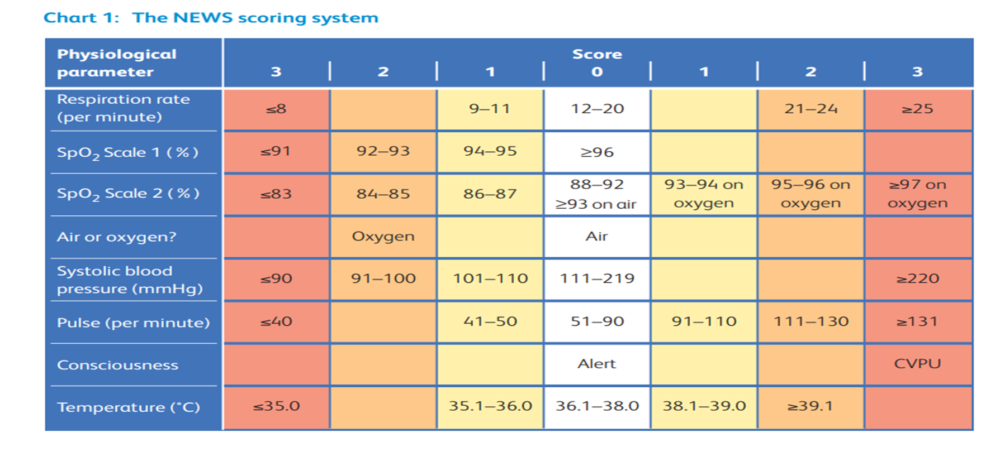 Chart 1: The NEWS scoring system
Physiological parameter Score
3 2 1 0 1 2 3
Respiration rate (per minute) ≤8 9–11 12–20 21–24 ≥25
SpO₂ Scale 1 (%) ≤91 92–93 94–95 ≥96
SpO₂ Scale 2 (%) ≤83 84–85 86–87 88–92 ≥93 on air 93–94 on oxygen 95–96 on oxygen ≥97 on oxygen
Air or oxygen? Oxygen Air
Systolic blood pressure (mmHg) ≤90 91–100 101–110 111–219 ≥220
Pulse (per minute) ≤40 41–50 51–90 91–110 111–130 ≥131
Consciousness Alert CVPU
Temperature (°C) ≤35.0 35.1–36.0 36.1–38.0 38.1–39.0 ≥39.1